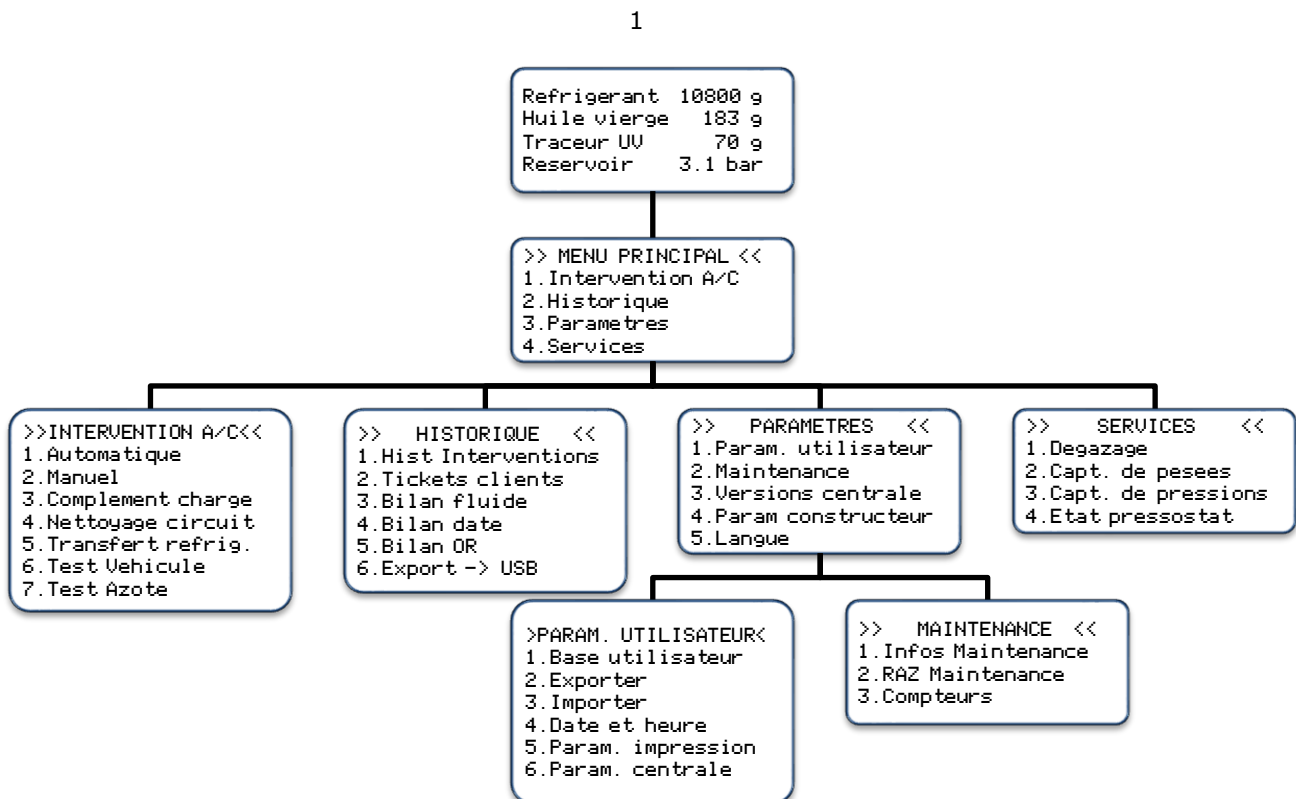 1
Refrigerant 10800 g
Huile vierge 183 g
Traceur UV 70 g
Reservoir 3.1 bar
>> MENU PRINCIPAL <<
1.Intervention A/C
2.Historique
3.Parametres
4.Services
>>INTERVENTION A/C<<
1.Automatique
2.Manuel
3.Complement charge
4.Nettoyage circuit
5.Transfert refrig.
6.Test Vehicule
7.Test Azote
>> HISTORIQUE <<
1.Hist Interventions
2.Tickets clients
3.Bilan fluide
4.Bilan date
5.Bilan OR
6.Export -> USB
>> PARAMETRES <<
1.Param. utilisateur
2.Maintenance
3.Versions centrale
4.Param constructeur
5.Langue
>> SERVICES <<
1.Degazage
2.Capt. de pesees
3.Capt. de pressions
4.Etat pressostat
>PARAM. UTILISATEUR<
1.Base utilisateur
2.Exporter
3.Importer
4.Date et heure
5.Param. impression
6.Param. centrale
>> MAINTENANCE <<
1.Infos Maintenance
2.RAZ Maintenance
3.Compteurs